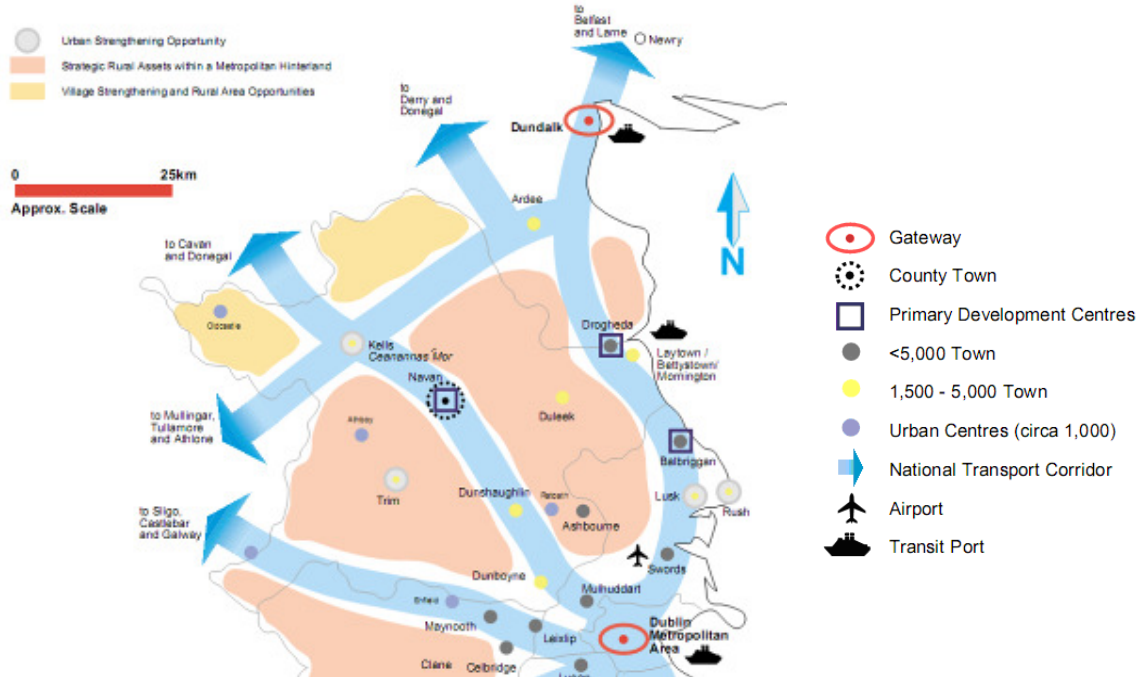 Urban Strengthening Opportunity
Strategic Rural Assets within a Metropolitan Hinterland
Village Strengthening and Rural Area Opportunities
0 25km
Approx. Scale
to
Belfast
and Larne
Newry
to
Derry and
Donegal
Dundalk
Ardee
to Cavan
and Donegal
N
Oldcastle
Kells
Ceanannas Mor
Drogheda
Laytown /
Bettystown/
Mornington
Navan
Duleek
to Mullingar,
Tullamore
and Athlone
Athboy
Balbriggan
Trim
Dunshaughlin
Ratoath
Ashbourne
Lusk
Rush
to Sligo,
Castlebar
and Galway
Swords
Dunboyne
Mulhuddart
Enfield
Maynooth
Leixlip
Dublin
Metropolitan
Area
Clane
Celbridge
Gateway
County Town
Primary Development Centres
<5,000 Town
1,500 - 5,000 Town
Urban Centres (circa 1,000)
National Transport Corridor
Airport
Transit Port